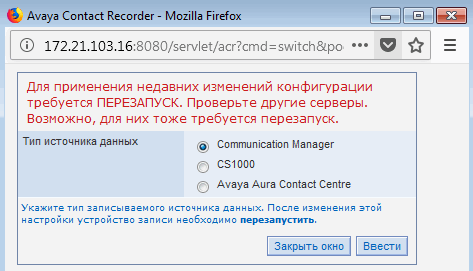 Avaya Contact Recorder - Mozilla Firefox
172.21.103.16:8080/servlet/acr?cmd=switch&po
Для применения недавних изменений конфигурации
требуется ПЕРЕЗАПУСК. Проверьте другие серверы.
Возможно, для них тоже требуется перезапуск.
Тип источника данных
Communication Manager
CS1000
Avaya Aura Contact Centre
Укажите тип записываемого источника данных. После изменения этой
настройки устройство записи необходимо перезапустить.
Закрыть окно Ввести